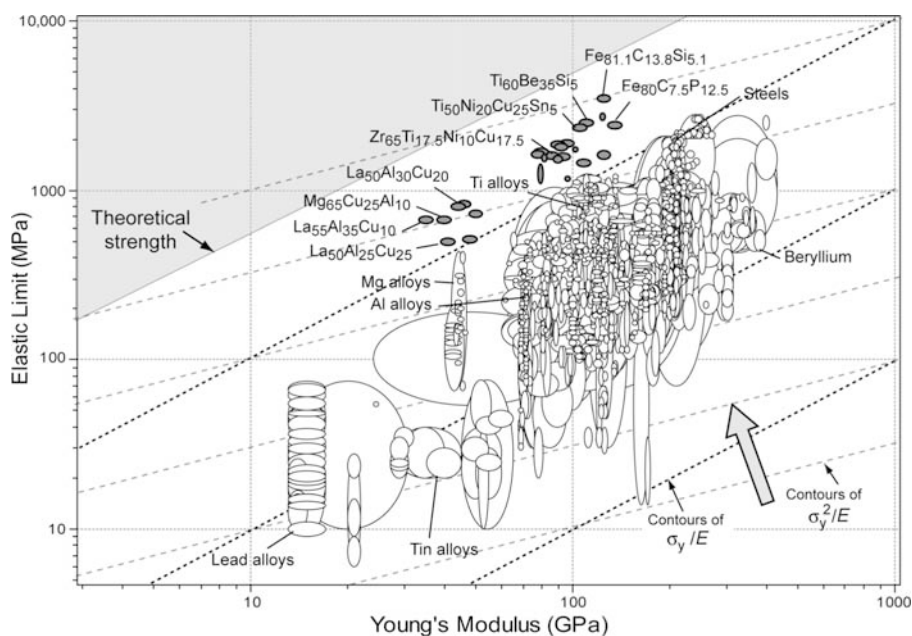 10,000
1000
100
10
Elastic Limit (MPa)
Fe81.1C13.8Si5.1
Ti60Be35Si5
Fe80C7.5P12.5
Ti50Ni20Cu25Sn5
Steels
Zr65Ti17.5Nr10Cu17.5
La50Al30Cu20
Ti alloys
Mg65Cu25Al10
Theoretical
strength
La55Al35Cu10
La50Al25Cu25
Beryllium
Mg alloys
Al alloys
Contours of
σy²/E
Contours of
σy/E
Lead alloys
Tin alloys
10
100
1000
Young's Modulus (GPa)